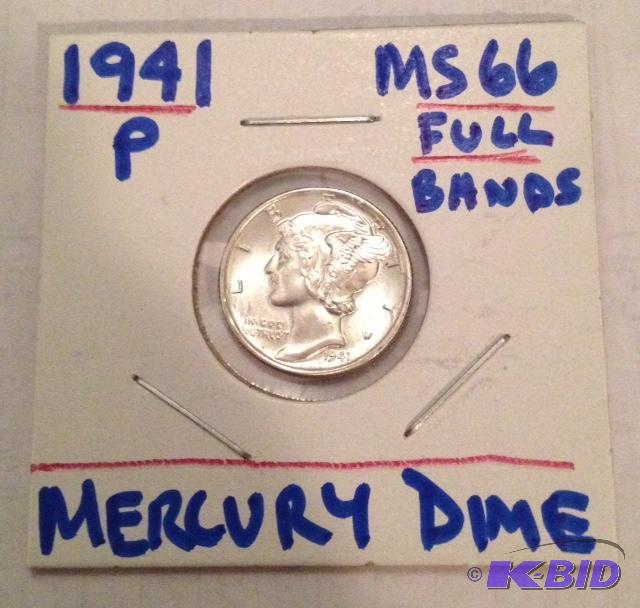 1941
P
MS66
FULL
BANDS
LIBERTY
IN GOD
WE TRUST
1941
MERCURY DIME
© K-BID